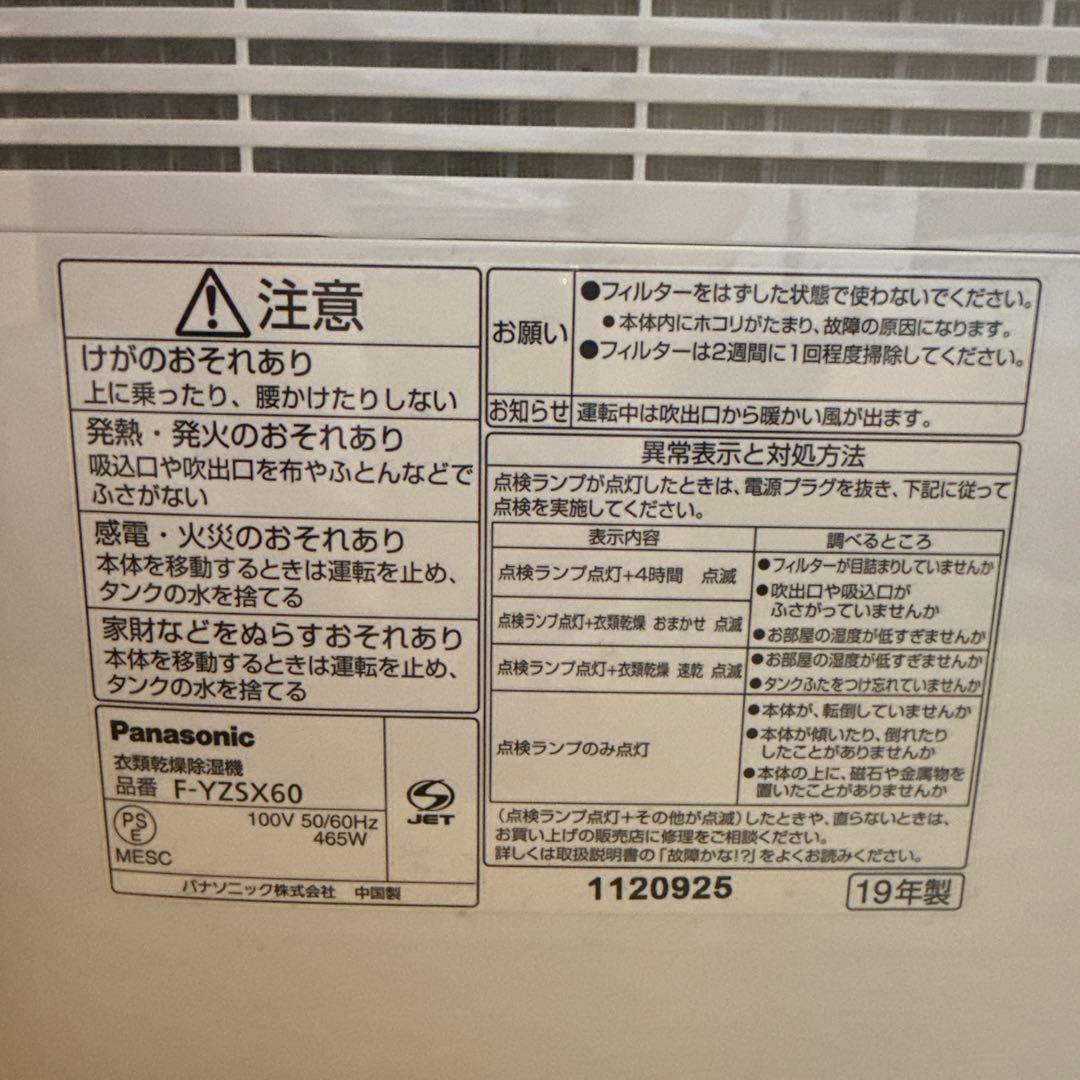 注意
けがのおそれあり
上に乗ったり、腰かけたりしない
発熱・発火のおそれあり
吸込口や吹出口を布やふとんなどで
ふさがない
感電・火災のおそれあり
本体を移動するときは運転を止め、
タンクの水を捨てる
家財などをぬらすおそれあり
本体を移動するときは運転を止め、
タンクの水を捨てる
Panasonic
衣類乾燥除湿機
品番 F-YZSX60
PS
E
100V 50/60Hz
465W
MESC
JET
パナソニック株式会社 中国製
お願い
●フィルターをはずした状態で使わないでください。
●本体内にホコリがたまり、故障の原因になります。
●フィルターは2週間に1回程度掃除してください。
お知らせ 運転中は吹出口から暖かい風が出ます。
異常表示と対処方法
点検ランプが点灯したときは、電源プラグを抜き、下記に従って
点検を実施してください。
表示内容 調べるところ
点検ランプ点灯+4時間 点滅
点検ランプ点灯+衣類乾燥 おまかせ 点滅
●フィルターが目詰まりしていませんか
●吹出口や吸込口が
ふさがっていませんか
●お部屋の湿度が低すぎませんか
点検ランプ点灯+衣類乾燥 速乾 点滅
●お部屋の湿度が低すぎませんか
●タンクふたをつけ忘れていませんか
点検ランプのみ点灯
●本体が、転倒していませんか
●本体が傾いたり、倒れたり
したことがありませんか
●本体の上に、磁石や金属物を
置いたことがありませんか
(点検ランプ点灯+その他が点滅)したときや、直らないときは、
お買い上げの販売店に修理をご相談ください。
詳しくは取扱説明書の「故障かな!?」をよくお読みください。
1120925
19年製